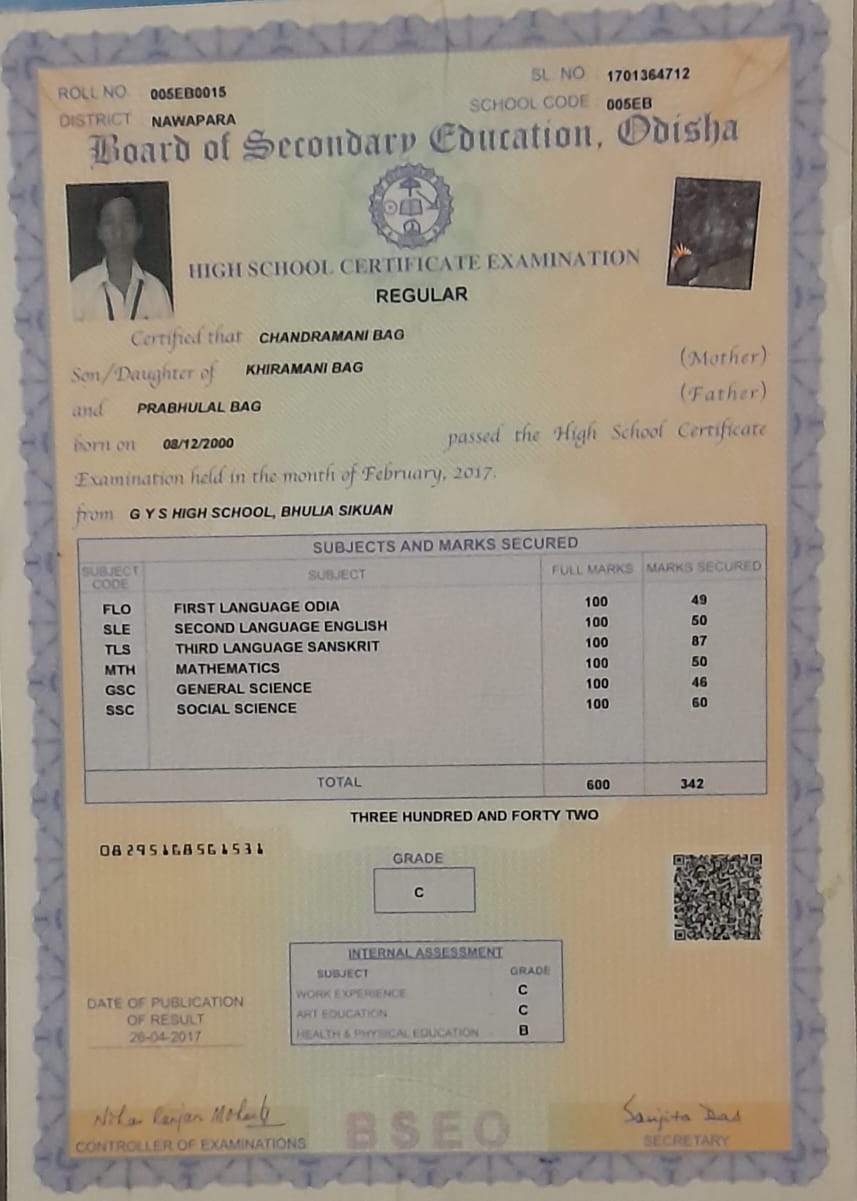 ROLL NO 005EB0015
SL NO 1701364712
DISTRICT NAWAPARA
SCHOOL CODE 005EB
Board of Secondary Education, Odisha
HIGH SCHOOL CERTIFICATE EXAMINATION
REGULAR
Certified that CHANDRAMANI BAG
Son/Daughter of KHIRAMANI BAG (Mother)
and PRABHULAL BAG (Father)
born on 08/12/2000 passed the High School Certificate
Examination held in the month of February, 2017.
from G Y S HIGH SCHOOL, BHULIA SIKUAN
SUBJECTS AND MARKS SECURED
SUBJECT CODE SUBJECT FULL MARKS MARKS SECURED
FLO FIRST LANGUAGE ODIA 100 49
SLE SECOND LANGUAGE ENGLISH 100 50
TLS THIRD LANGUAGE SANSKRIT 100 87
MTH MATHEMATICS 100 50
GSC GENERAL SCIENCE 100 46
SSC SOCIAL SCIENCE 100 60
TOTAL 600 342
THREE HUNDRED AND FORTY TWO
08295168561531
GRADE
C
INTERNAL ASSESSMENT
SUBJECT GRADE
WORK EXPERIENCE - C
ART EDUCATION - C
HEALTH & PHYSICAL EDUCATION - B
DATE OF PUBLICATION
OF RESULT
26-04-2017
Nihar Ranjan Mohanty
Sanjita Das
CONTROLLER OF EXAMINATIONS
BSEO
SECRETARY